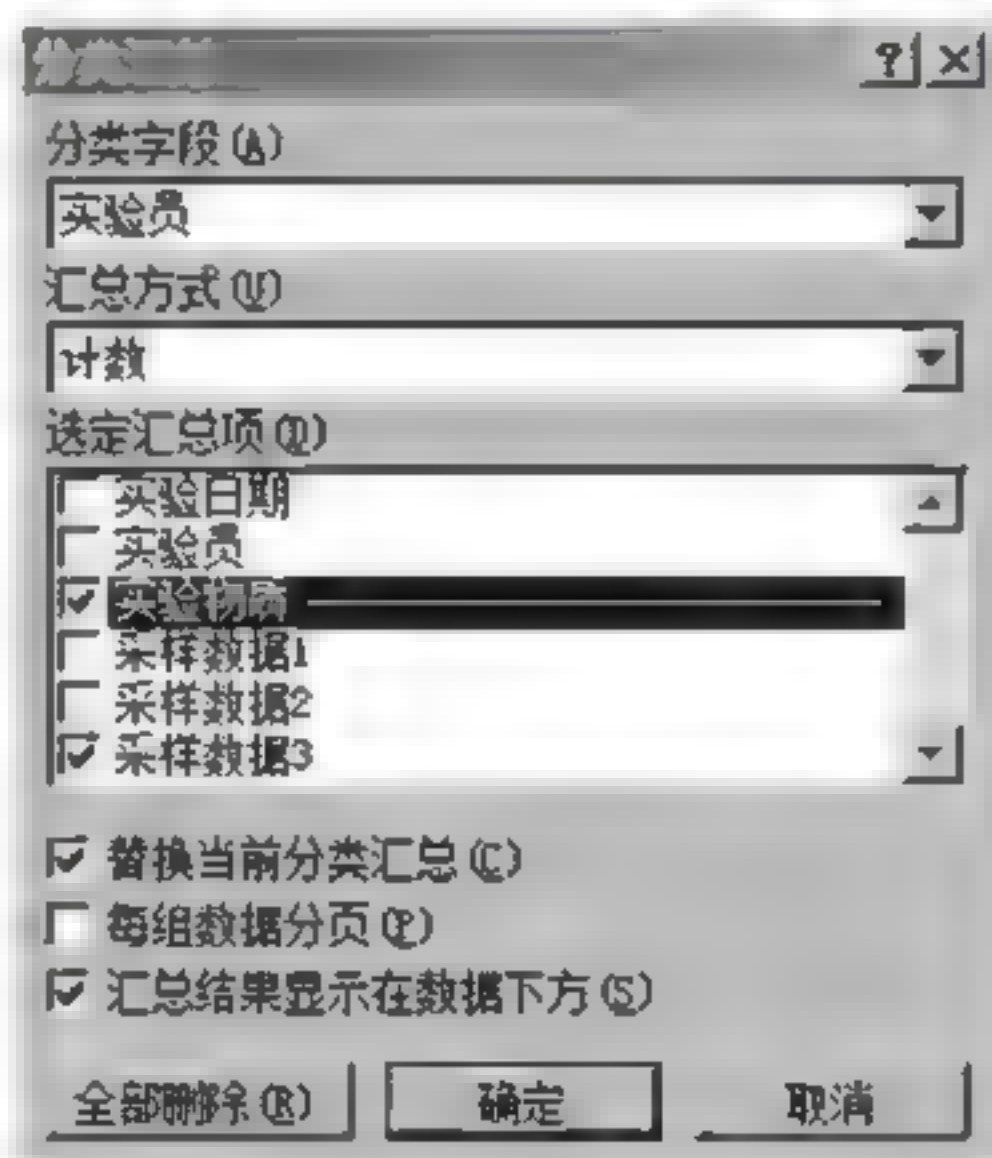 分类字段(A)
实验员
汇总方式(U)
计数
选定汇总项(D)
实验日期
实验员
实验物质
采样数据1
采样数据2
采样数据3
替换当前分类汇总(C)
每组数据分页(P)
汇总结果显示在数据下方(S)
全部删除(R) 确定 取消